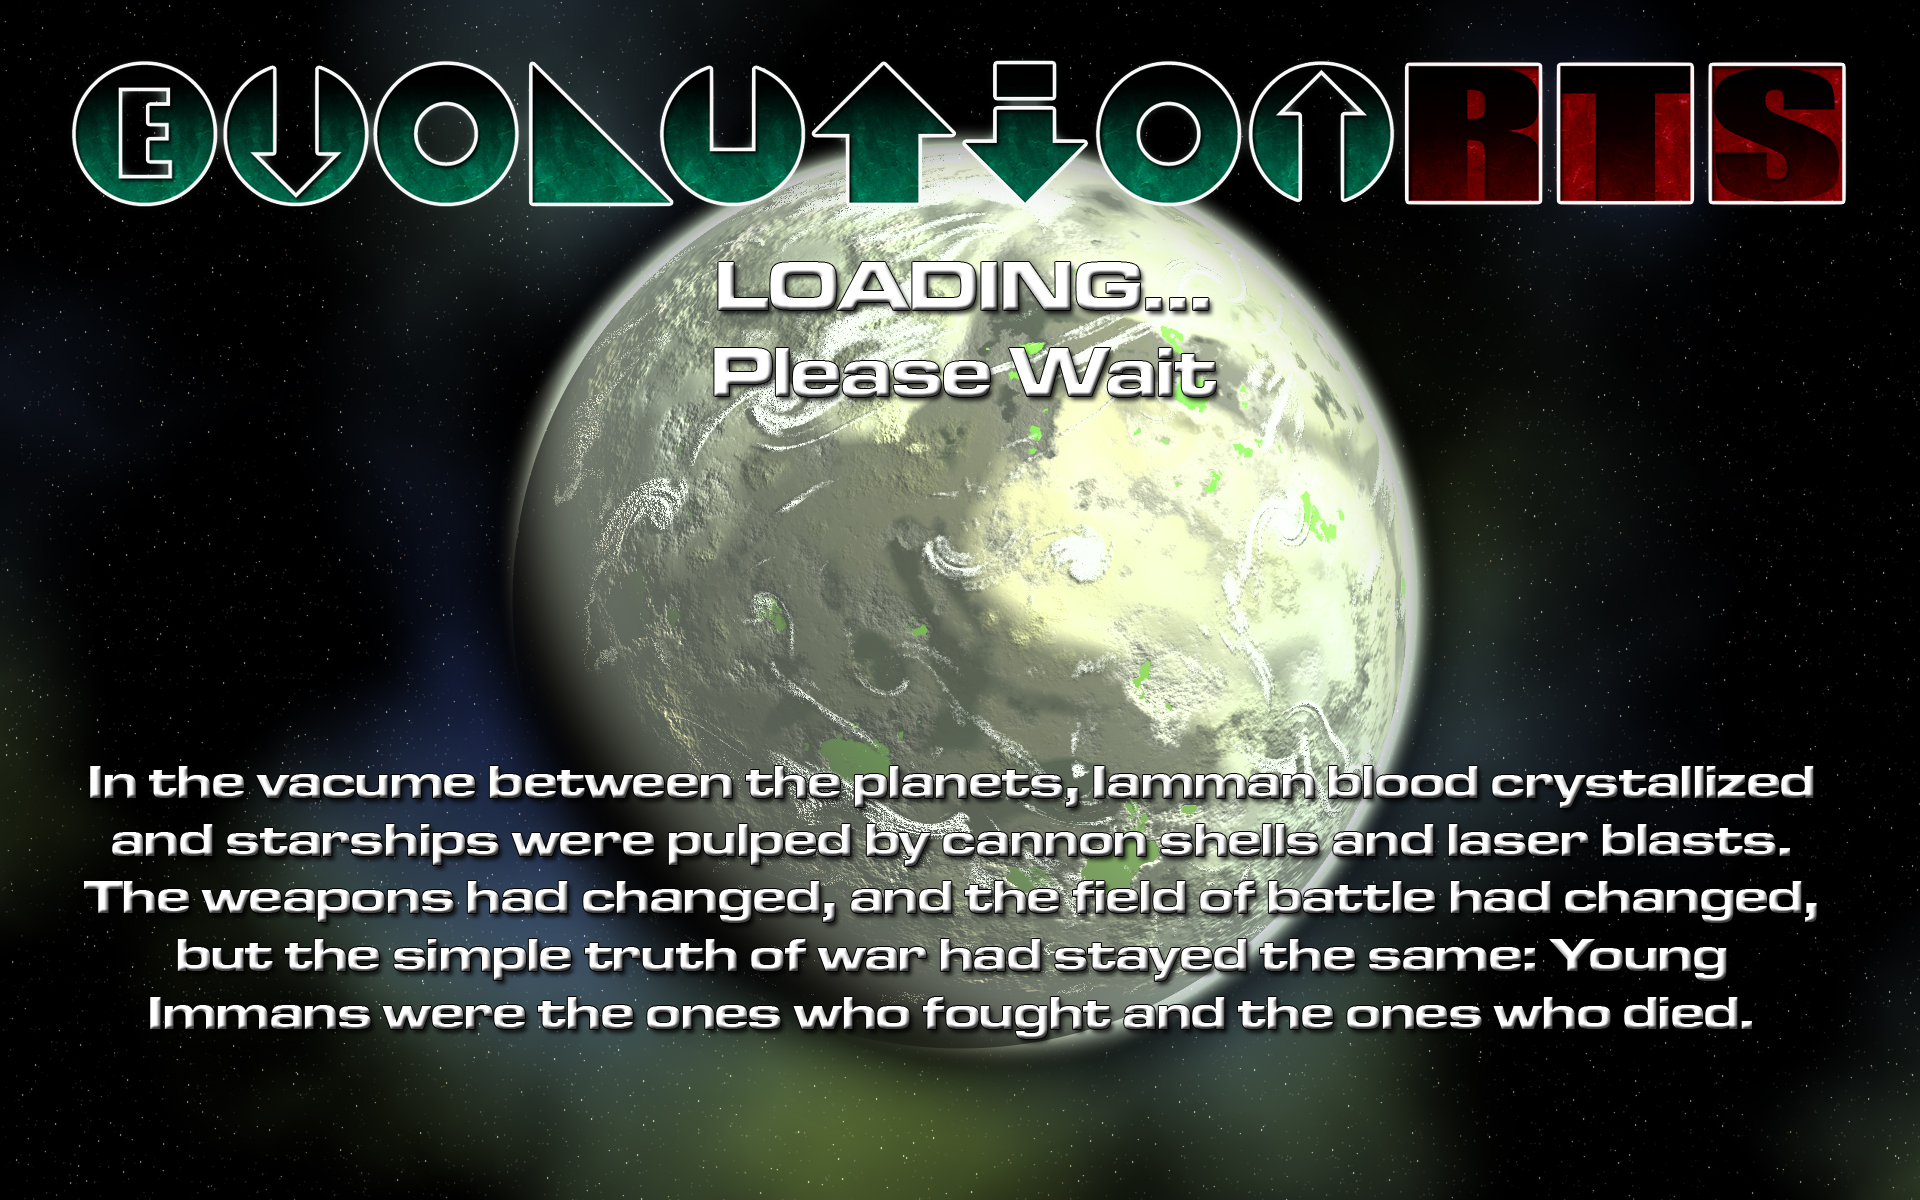 EVOLUTION RTS
LOADING...
Please Wait
In the vacume between the planets, Iamman blood crystallized
and starships were pulped by cannon shells and laser blasts.
The weapons had changed, and the field of battle had changed,
but the simple truth of war had stayed the same: Young
Immans were the ones who fought and the ones who died.